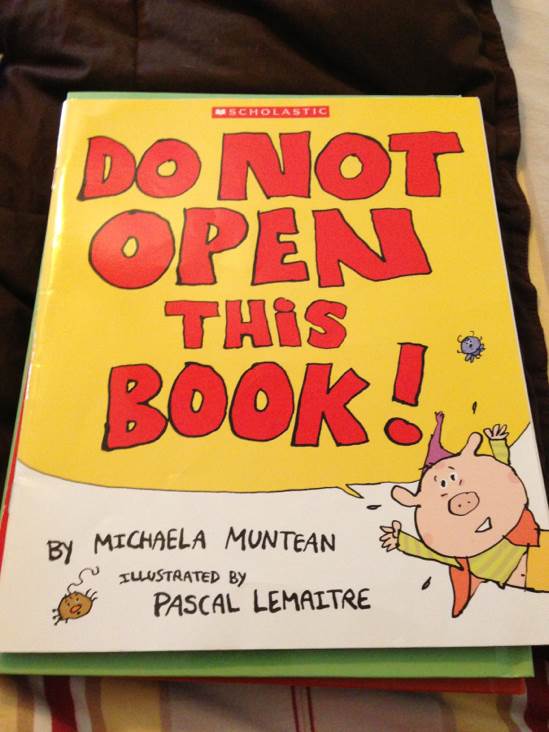 SCHOLASTIC
DO NOT
OPEN
THiS
BOOK!
BY MICHAELA MUNTEAN
ILLUSTRATED BY
PASCAL LEMAITRE